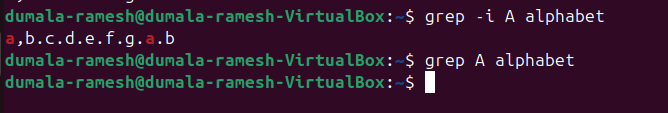 dumala-ramesh@dumala-ramesh-VirtualBox:~$ grep -i A alphabet
a,b.c.d.e.f.g.a.b
dumala-ramesh@dumala-ramesh-VirtualBox:~$ grep A alphabet
dumala-ramesh@dumala-ramesh-VirtualBox:~$